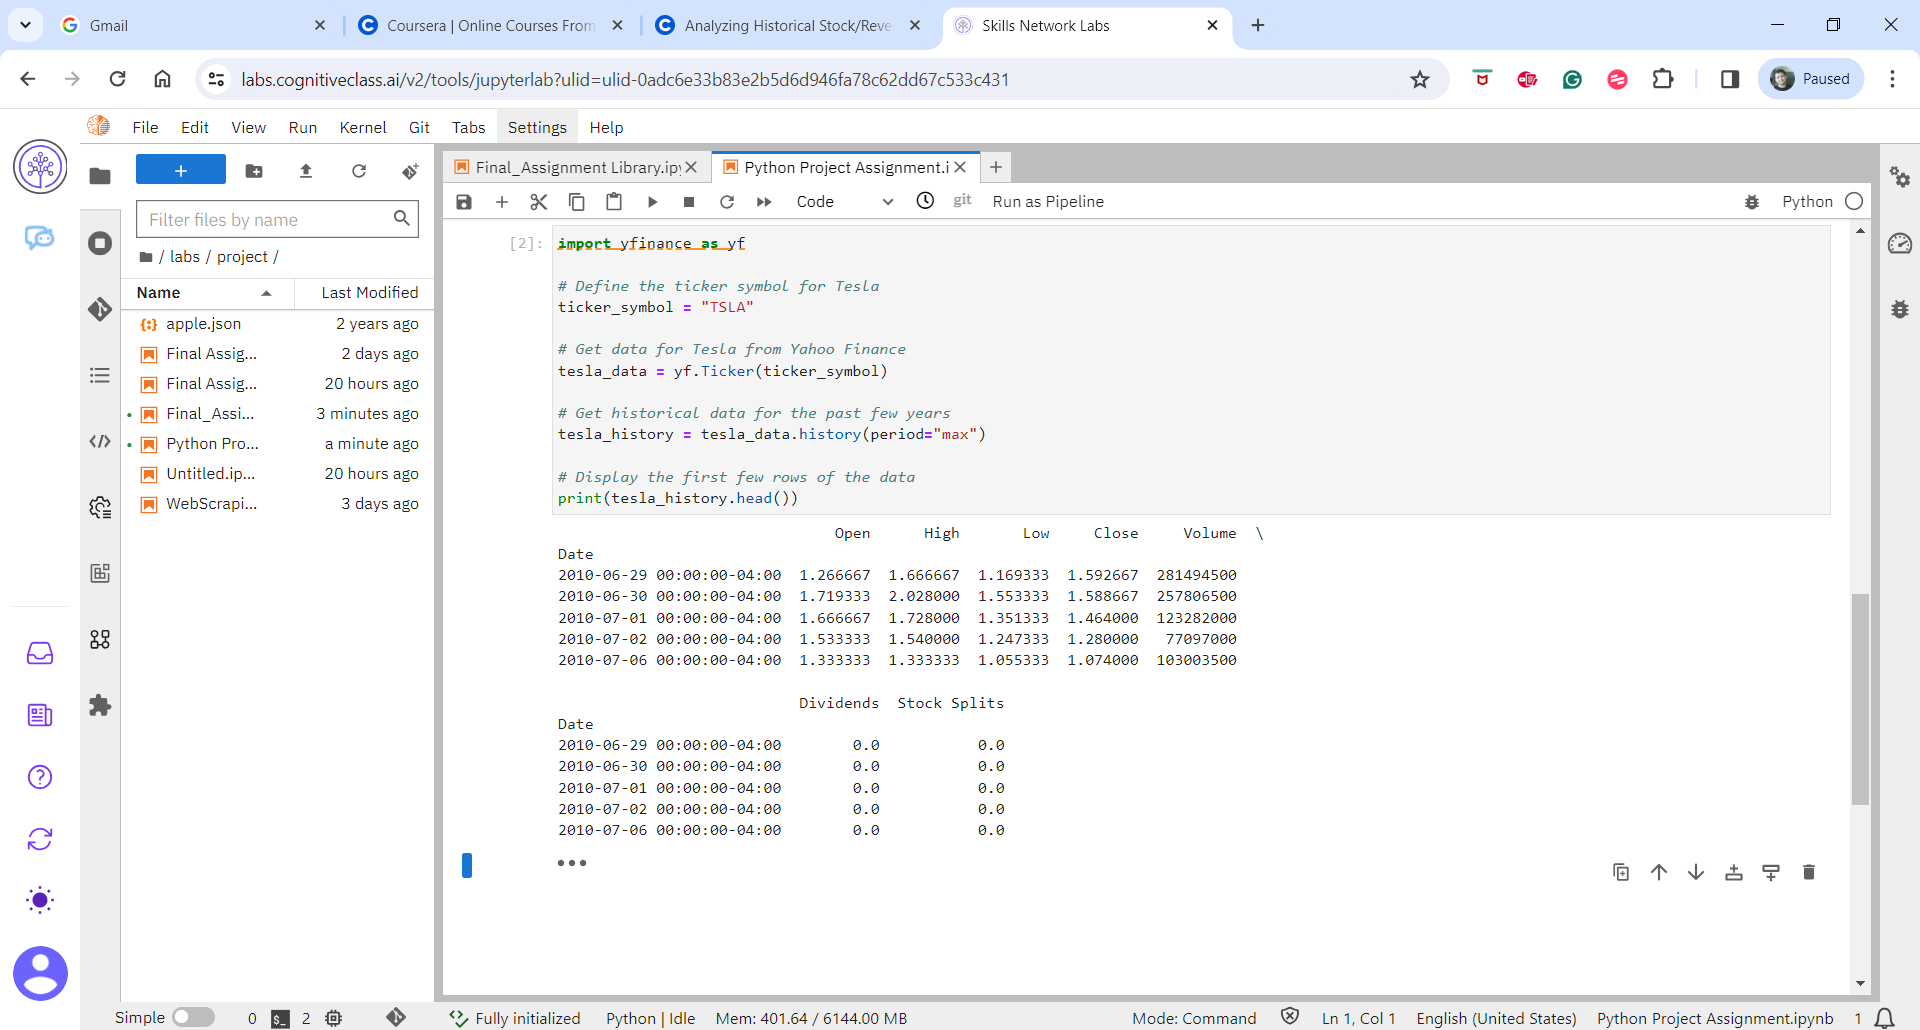 Gmail
Coursera | Online Courses From
Analyzing Historical Stock/Reve
Skills Network Labs
labs.cognitiveclass.ai/v2/tools/jupyterlab?ulid=ulid-0adc6e33b83e2b5d6d946fa78c62dd67c533c431
Paused
File Edit View Run Kernel Git Tabs Settings Help
Final_Assignment Library.ipy
Python Project Assignment.i
Code
git
Run as Pipeline
Python
Filter files by name
/ labs / project /
Name Last Modified
apple.json 2 years ago
Final Assig... 2 days ago
Final Assig... 20 hours ago
Final_Assi... 3 minutes ago
Python Pro... a minute ago
Untitled.ip... 20 hours ago
WebScrapi... 3 days ago
[2]:
import yfinance as yf
# Define the ticker symbol for Tesla
ticker_symbol = "TSLA"
# Get data for Tesla from Yahoo Finance
tesla_data = yf.Ticker(ticker_symbol)
# Get historical data for the past few years
tesla_history = tesla_data.history(period="max")
# Display the first few rows of the data
print(tesla_history.head())
Open High Low Close Volume \
Date
2010-06-29 00:00:00-04:00 1.266667 1.666667 1.169333 1.592667 281494500
2010-06-30 00:00:00-04:00 1.719333 2.028000 1.553333 1.588667 257806500
2010-07-01 00:00:00-04:00 1.666667 1.728000 1.351333 1.464000 123282000
2010-07-02 00:00:00-04:00 1.533333 1.540000 1.247333 1.280000 77097000
2010-07-06 00:00:00-04:00 1.333333 1.333333 1.055333 1.074000 103003500
Dividends Stock Splits
Date
2010-06-29 00:00:00-04:00 0.0 0.0
2010-06-30 00:00:00-04:00 0.0 0.0
2010-07-01 00:00:00-04:00 0.0 0.0
2010-07-02 00:00:00-04:00 0.0 0.0
2010-07-06 00:00:00-04:00 0.0 0.0
Simple 0 2 Fully initialized Python | Idle Mem: 401.64 / 6144.00 MB Mode: Command Ln 1, Col 1 English (United States) Python Project Assignment.ipynb 1